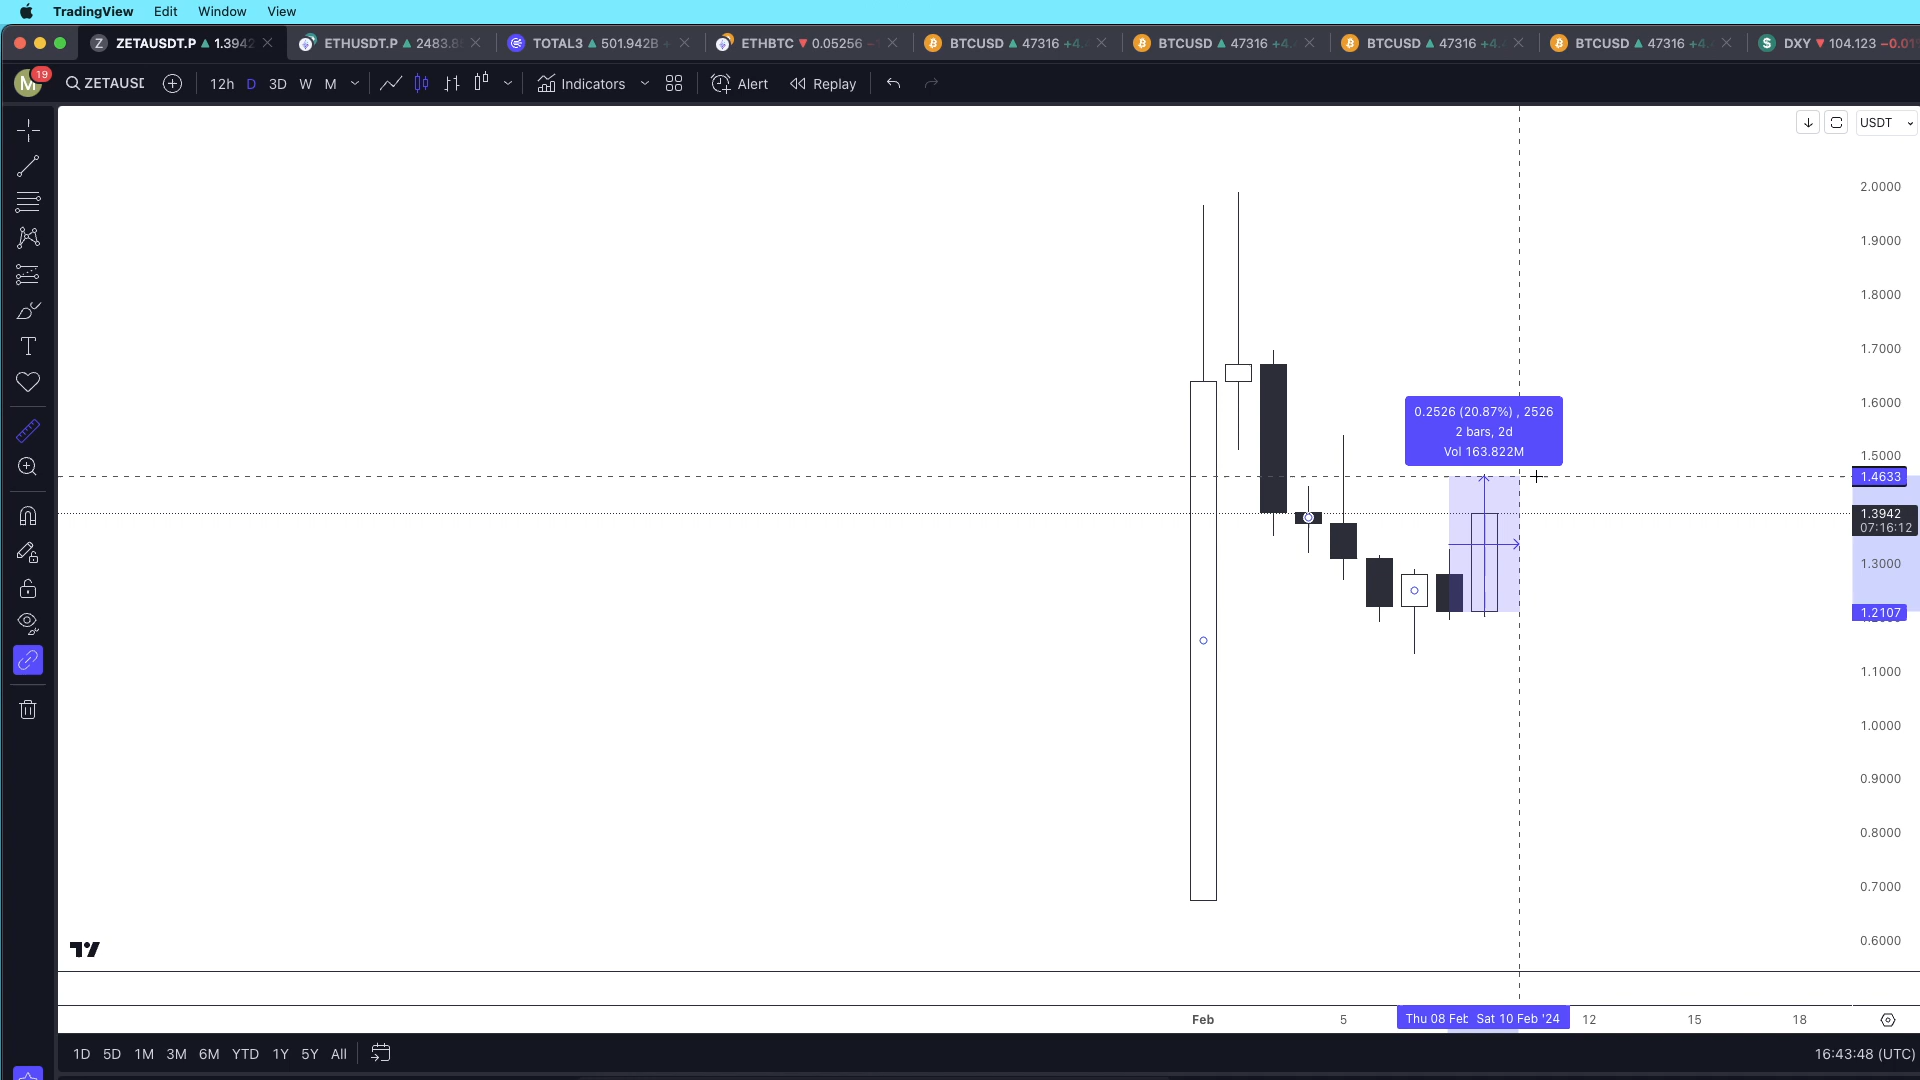 TradingView Edit Window View
Z ZETAUSDT.P ▲ 1.3942 ETHUSDT.P ▲ 2483.8 TOTAL3 ▲ 501.942B ETHBTC ▼ 0.05256 BTCUSD ▲ 47316 +4. BTCUSD ▲ 47316 +4. BTCUSD ▲ 47316 +4. BTCUSD ▲ 47316 +4. $ DXY ▼ 104.123 −0.01
M 19 ZETAUSD 12h D 3D W M Indicators Alert Replay
USDT
2.0000
1.9000
1.8000
1.7000
1.6000
1.5000
0.2526 (20.87%) , 2526
2 bars, 2d
Vol 163.822M
1.4633
1.3942
07:16:12
1.3000
1.2107
1.1000
1.0000
0.9000
0.8000
0.7000
0.6000
Feb 5 Thu 08 Feb Sat 10 Feb '24 12 15 18
1D 5D 1M 3M 6M YTD 1Y 5Y All 16:43:48 (UTC)